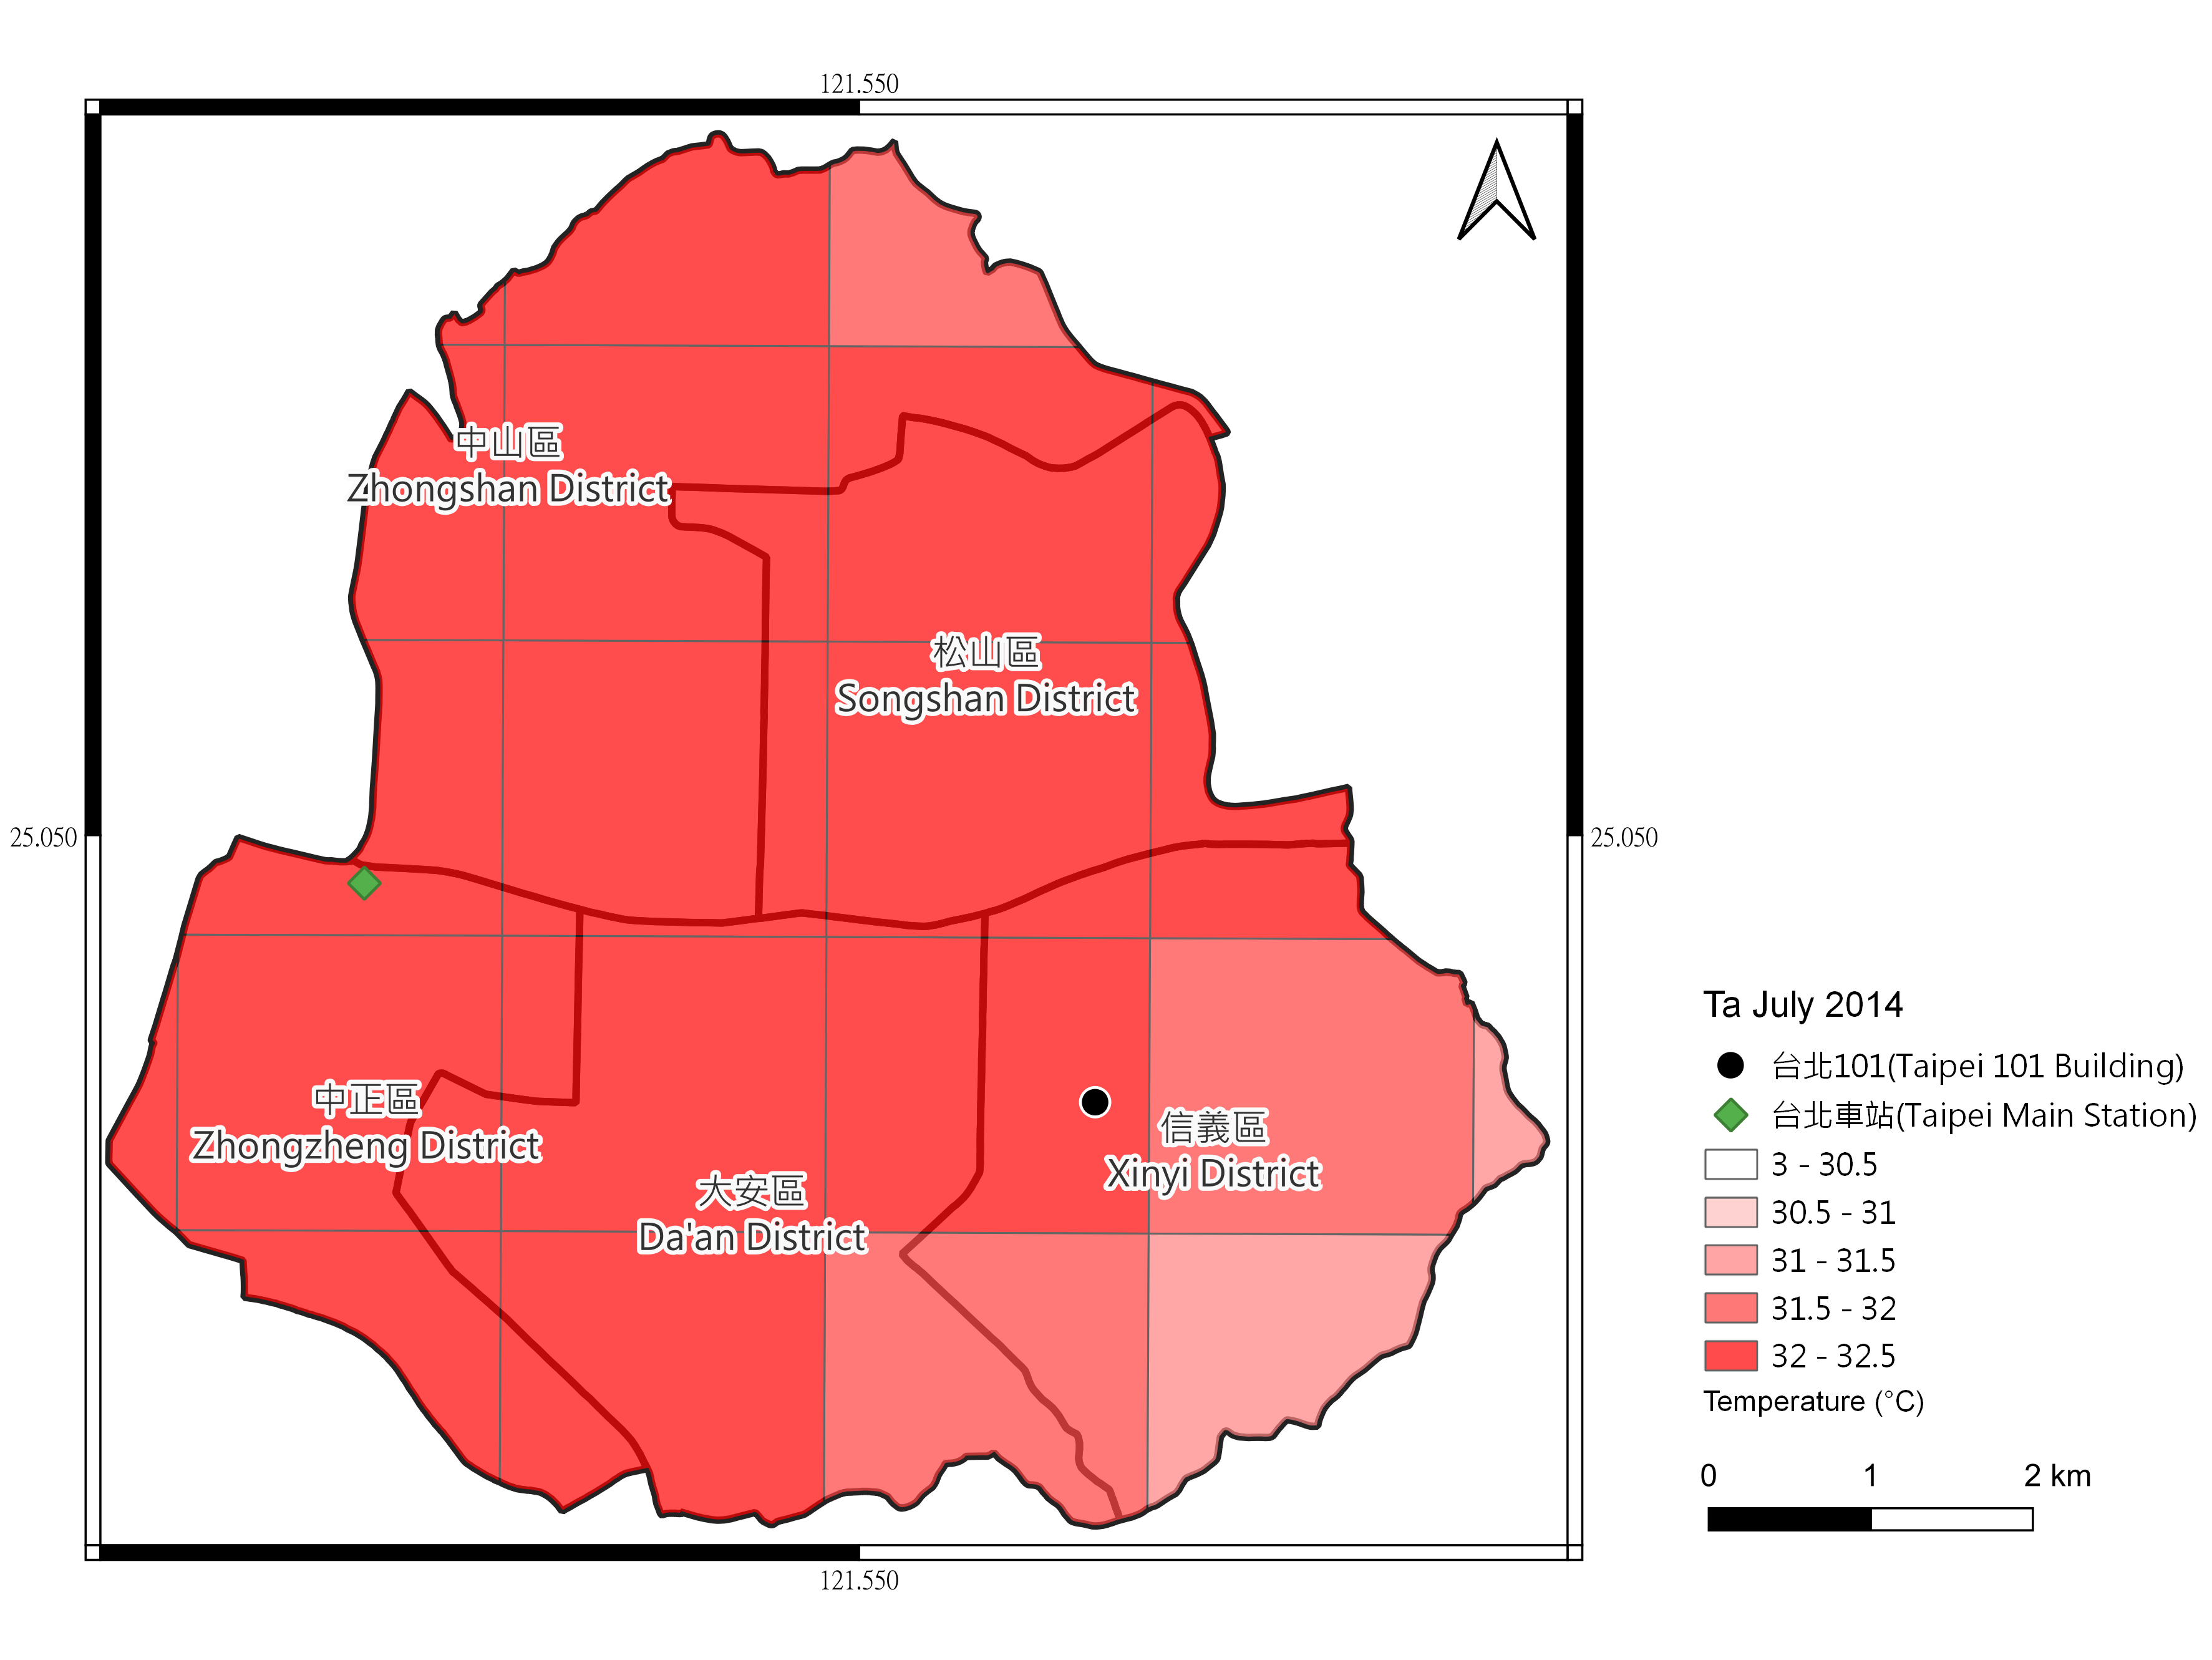 121.550
中山區
Zhongshan District
松山區
Songshan District
25.050
25.050
中正區
Zhongzheng District
信義區
Xinyi District
大安區
Da'an District
121.550
Ta July 2014
台北101(Taipei 101 Building)
台北車站(Taipei Main Station)
3 - 30.5
30.5 - 31
31 - 31.5
31.5 - 32
32 - 32.5
Temperature (°C)
0 1 2 km